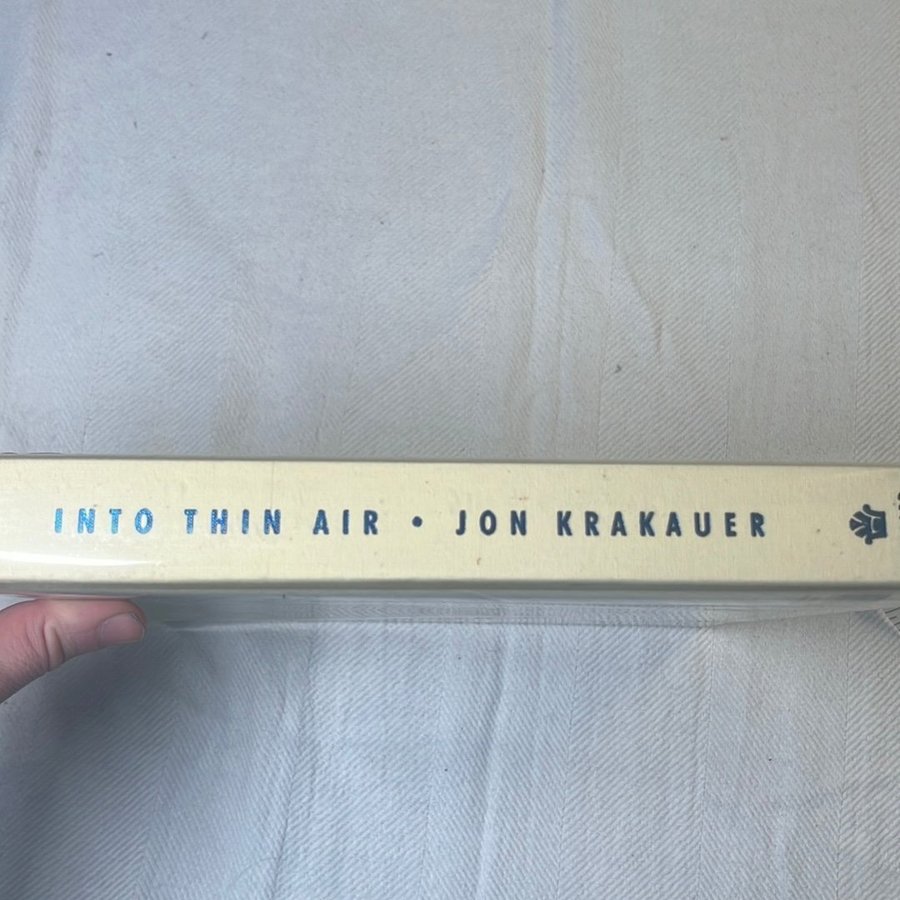 INTO THIN AIR • JON KRAKAUER